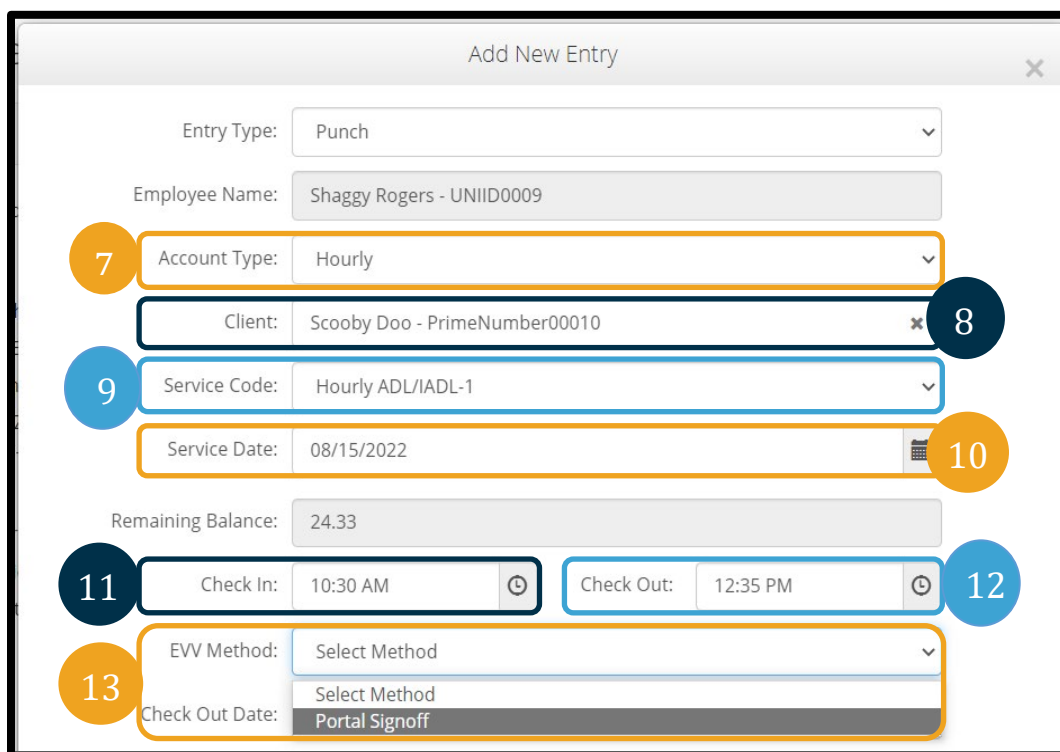 Add New Entry
×
Entry Type: Punch
Employee Name: Shaggy Rogers - UNIID0009
7 Account Type: Hourly
Client: Scooby Doo - PrimeNumber00010 × 8
9 Service Code: Hourly ADL/IADL-1
Service Date: 08/15/2022 10
Remaining Balance: 24.33
11 Check In: 10:30 AM Check Out: 12:35 PM 12
EVV Method: Select Method
13
Select Method
Check Out Date: Portal Signoff